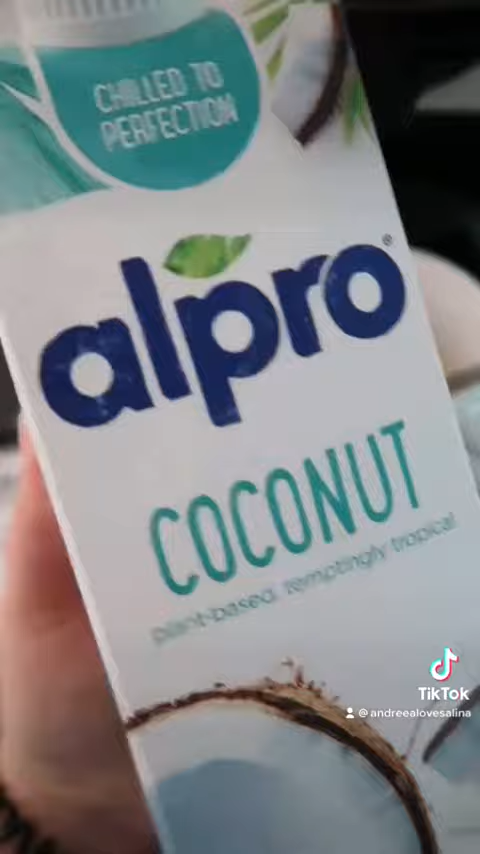 CHILLED TO
PERFECTION
alpro®
COCONUT
plant-based, temptingly tropical
TikTok
@andreealovesalina